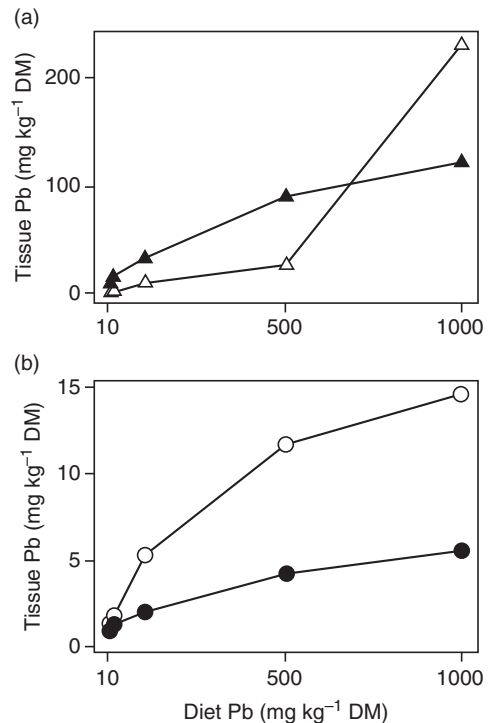 (a)
Tissue Pb (mg kg⁻¹ DM)
200
100
0
10 500 1000
(b)
Tissue Pb (mg kg⁻¹ DM)
15
10
5
0
10 500 1000
Diet Pb (mg kg⁻¹ DM)